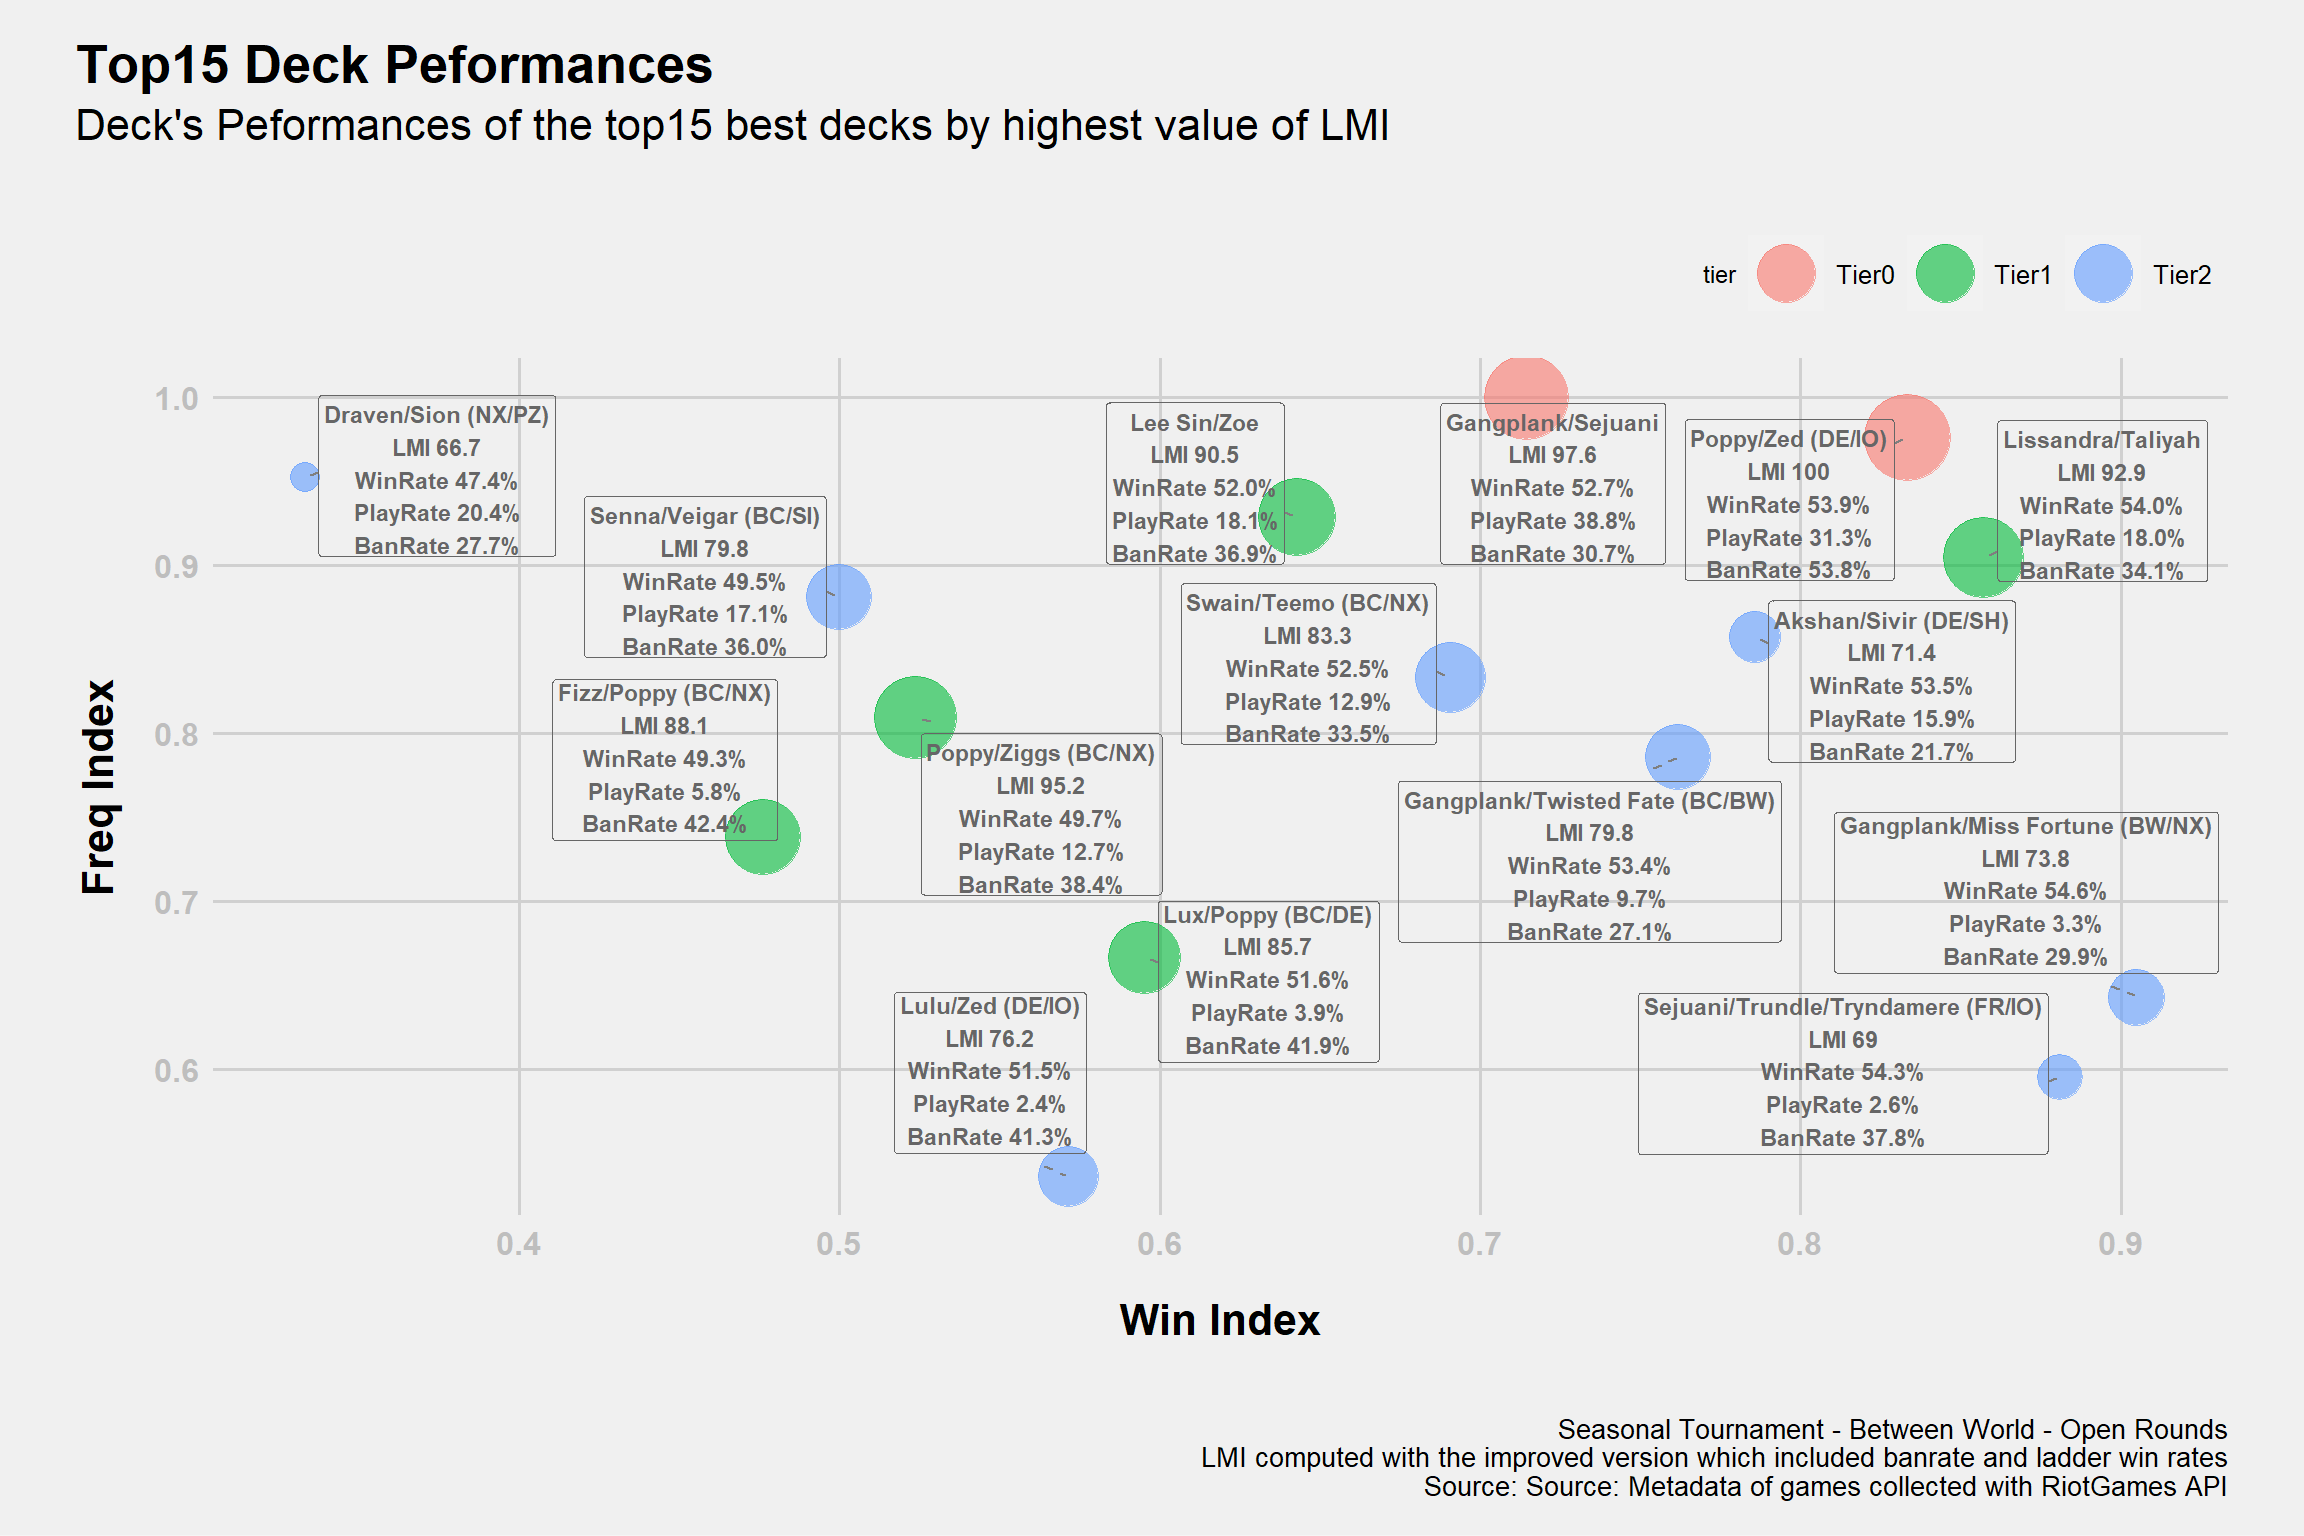 Top15 Deck Peformances
Deck's Peformances of the top15 best decks by highest value of LMI
tier
Tier0
Tier1
Tier2
Freq Index
1.0
0.9
0.8
0.7
0.6
Draven/Sion (NX/PZ)
LMI 66.7
WinRate 47.4%
PlayRate 20.4%
BanRate 27.7%
Senna/Veigar (BC/SI)
LMI 79.8
WinRate 49.5%
PlayRate 17.1%
BanRate 36.0%
Lee Sin/Zoe
LMI 90.5
WinRate 52.0%
PlayRate 18.1%
BanRate 36.9%
Gangplank/Sejuani
LMI 97.6
WinRate 52.7%
PlayRate 38.8%
BanRate 30.7%
Poppy/Zed (DE/IO)
LMI 100
WinRate 53.9%
PlayRate 31.3%
BanRate 53.8%
Lissandra/Taliyah
LMI 92.9
WinRate 54.0%
PlayRate 18.0%
BanRate 34.1%
Swain/Teemo (BC/NX)
LMI 83.3
WinRate 52.5%
PlayRate 12.9%
BanRate 33.5%
Akshan/Sivir (DE/SH)
LMI 71.4
WinRate 53.5%
PlayRate 15.9%
BanRate 21.7%
Fizz/Poppy (BC/NX)
LMI 88.1
WinRate 49.3%
PlayRate 5.8%
BanRate 42.4%
Poppy/Ziggs (BC/NX)
LMI 95.2
WinRate 49.7%
PlayRate 12.7%
BanRate 38.4%
Gangplank/Twisted Fate (BC/BW)
LMI 79.8
WinRate 53.4%
PlayRate 9.7%
BanRate 27.1%
Gangplank/Miss Fortune (BW/NX)
LMI 73.8
WinRate 54.6%
PlayRate 3.3%
BanRate 29.9%
Lux/Poppy (BC/DE)
LMI 85.7
WinRate 51.6%
PlayRate 3.9%
BanRate 41.9%
Lulu/Zed (DE/IO)
LMI 76.2
WinRate 51.5%
PlayRate 2.4%
BanRate 41.3%
Sejuani/Trundle/Tryndamere (FR/IO)
LMI 69
WinRate 54.3%
PlayRate 2.6%
BanRate 37.8%
0.4
0.5
0.6
0.7
0.8
0.9
Win Index
Seasonal Tournament - Between World - Open Rounds
LMI computed with the improved version which included banrate and ladder win rates
Source: Source: Metadata of games collected with RiotGames API